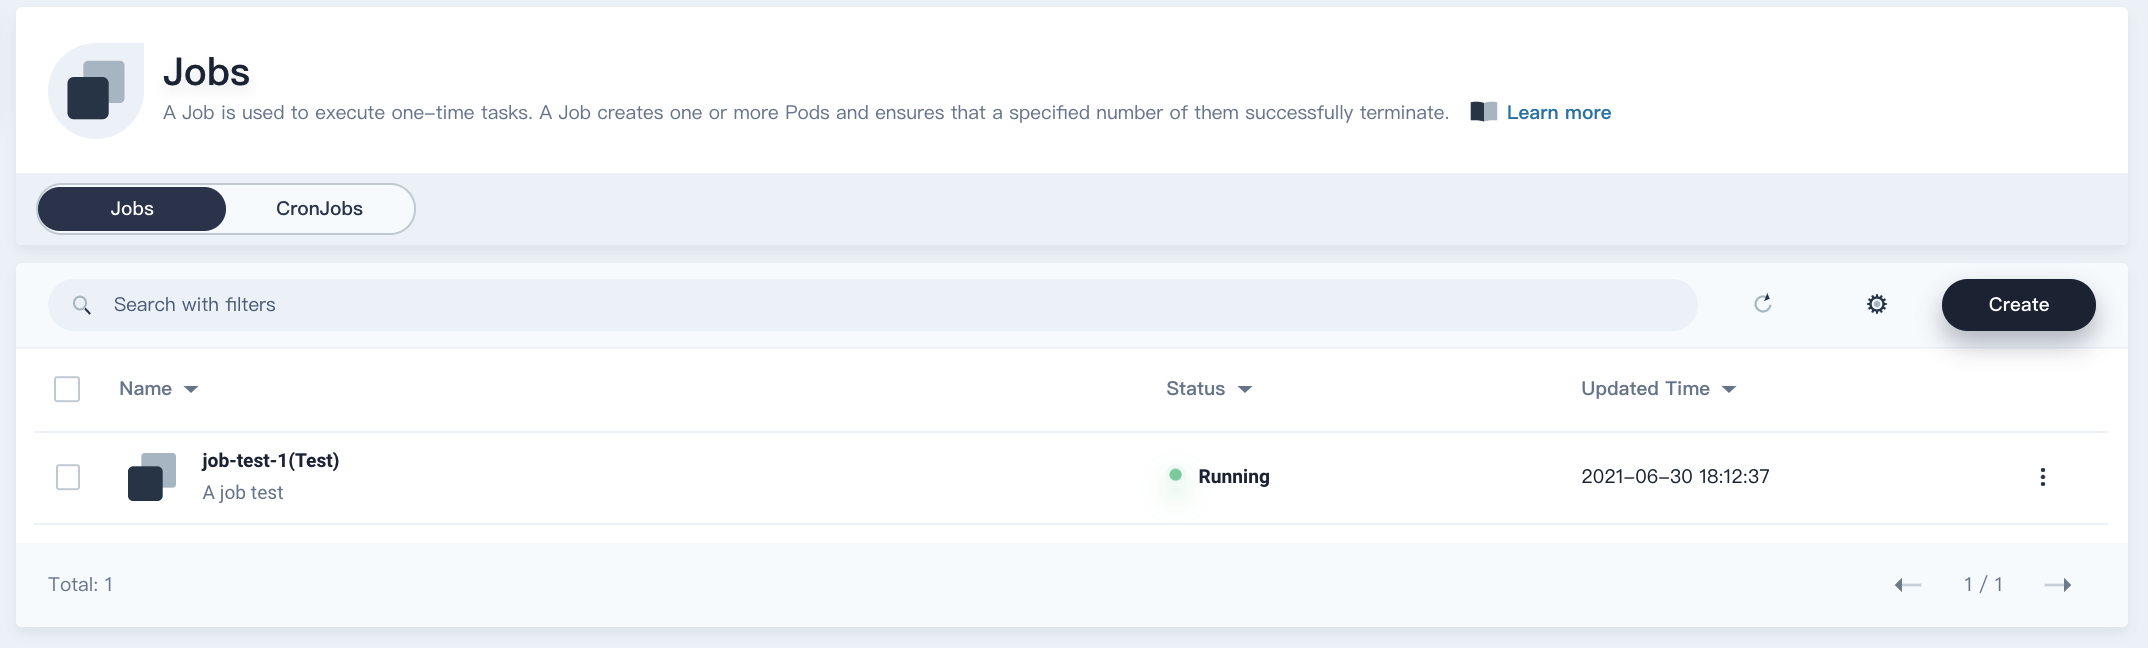 Jobs
A Job is used to execute one-time tasks. A Job creates one or more Pods and ensures that a specified number of them successfully terminate. Learn more
Jobs CronJobs
Search with filters Create
Name Status Updated Time
job-test-1(Test)
A job test
Running 2021-06-30 18:12:37
Total: 1 1 / 1